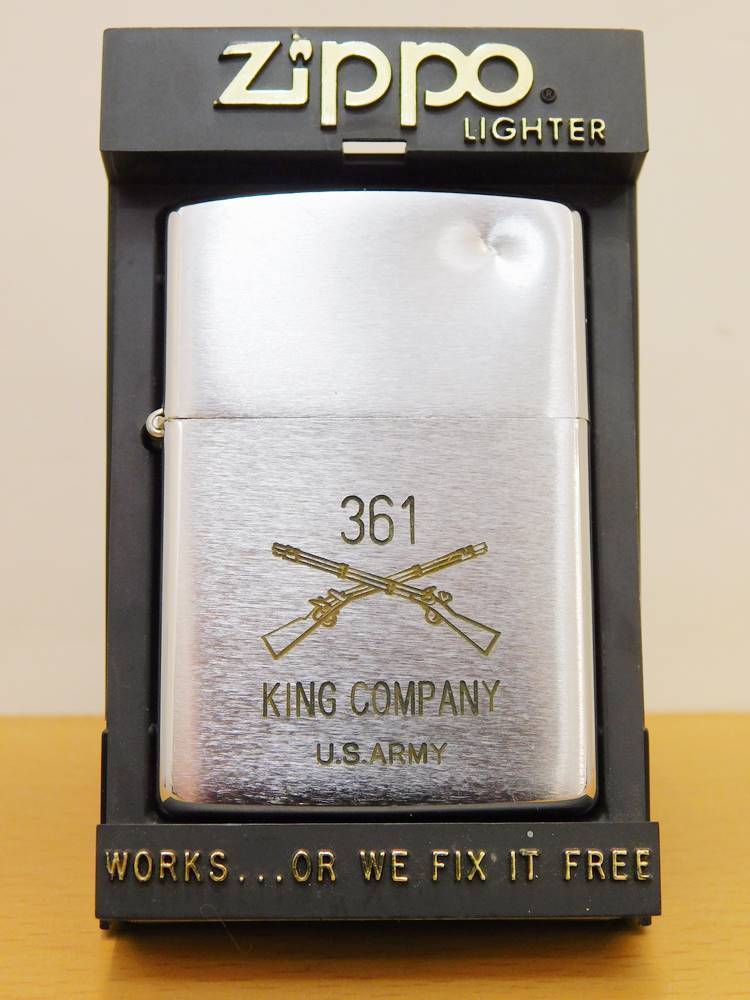 Zippo®
LIGHTER
361
KING COMPANY
U.S.ARMY
WORKS...OR WE FIX IT FREE